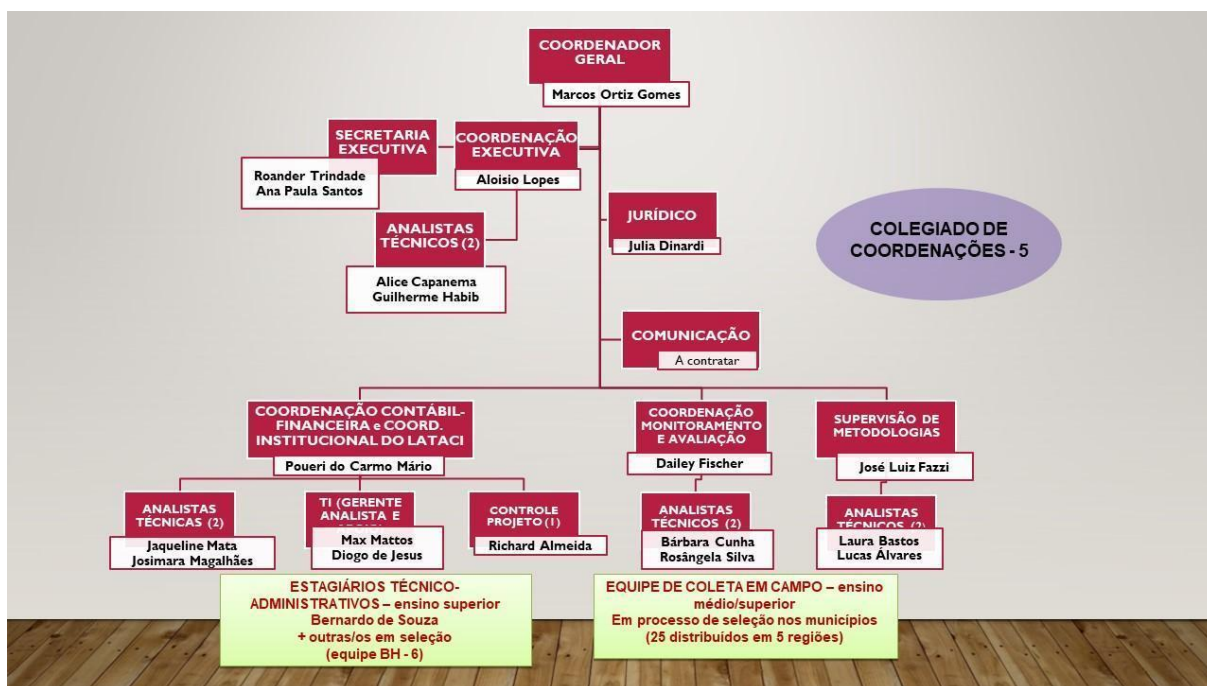 COORDENADOR
GERAL
Marcos Ortiz Gomes
SECRETARIA
EXECUTIVA
Roander Trindade
Ana Paula Santos
COORDENAÇÃO
EXECUTIVA
Aloisio Lopes
ANALISTAS
TÉCNICOS (2)
Alice Capanema
Guilherme Habib
JURÍDICO
Julia Dinardi
COLEGIADO DE
COORDENAÇÕES - 5
COMUNICAÇÃO
A contratar
COORDENAÇÃO CONTÁBIL-
FINANCEIRA e COORD.
INSTITUCIONAL DO LATACI
Poueri do Carmo Mário
COORDENAÇÃO
MONITORAMENTO
E AVALIAÇÃO
Dailey Fischer
SUPERVISÃO DE
METODOLOGIAS
José Luiz Fazzi
ANALISTAS
TÉCNICAS (2)
Jaqueline Mata
Josimara Magalhães
TI (GERENTE
ANALISTA E
Max Mattos
Diogo de Jesus
CONTROLE
PROJETO (1)
Richard Almeida
ANALISTAS
TÉCNICOS (2)
Bárbara Cunha
Rosângela Silva
ANALISTAS
TÉCNICOS (2)
Laura Bastos
Lucas Álvares
ESTAGIÁRIOS TÉCNICO-
ADMINISTRATIVOS – ensino superior
Bernardo de Souza
+ outras/os em seleção
(equipe BH - 6)
EQUIPE DE COLETA EM CAMPO – ensino
médio/superior
Em processo de seleção nos municípios
(25 distribuídos em 5 regiões)